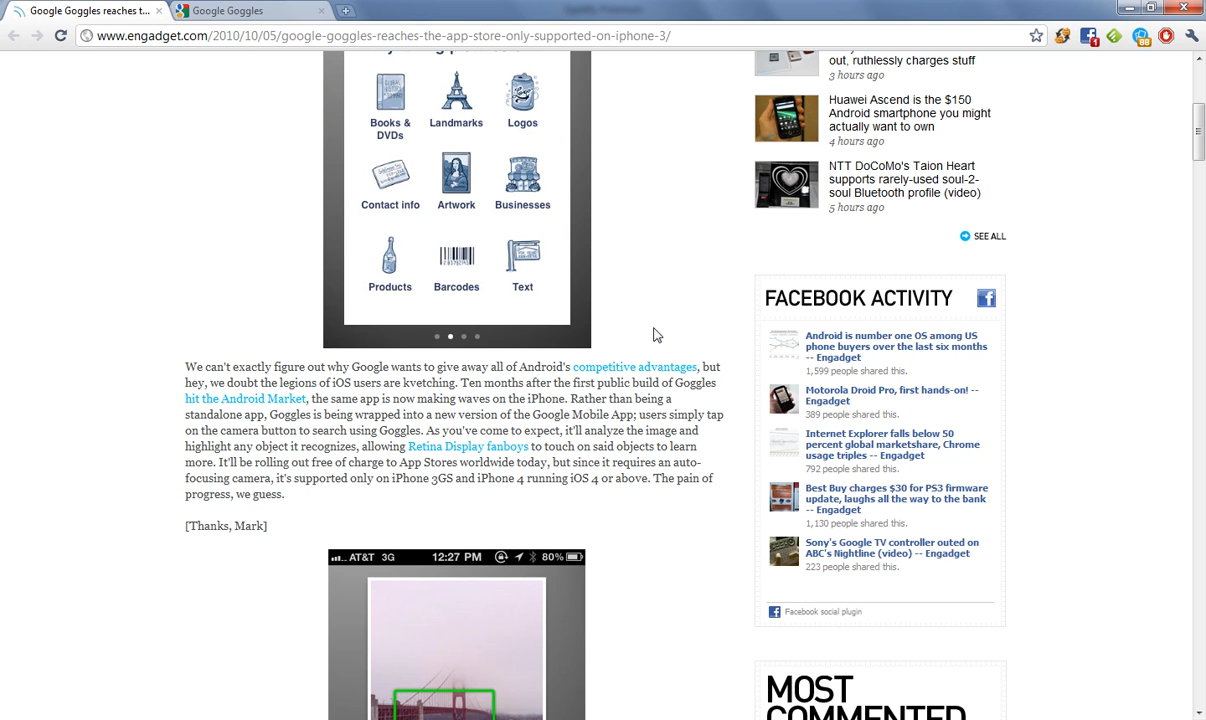 Google Goggles reaches t...
Google Goggles
www.engadget.com/2010/10/05/google-goggles-reaches-the-app-store-only-supported-on-iphone-3/
1
88
Books & DVDs
Landmarks
Logos
Contact info
Artwork
Businesses
Products
Barcodes
Text
We can't exactly figure out why Google wants to give away all of Android's competitive advantages, but
hey, we doubt the legions of iOS users are kvetching. Ten months after the first public build of Goggles
hit the Android Market, the same app is now making waves on the iPhone. Rather than being a
standalone app, Goggles is being wrapped into a new version of the Google Mobile App; users simply tap
on the camera button to search using Goggles. As you've come to expect, it'll analyze the image and
highlight any object it recognizes, allowing Retina Display fanboys to touch on said objects to learn
more. It'll be rolling out free of charge to App Stores worldwide today, but since it requires an auto-
focusing camera, it's supported only on iPhone 3GS and iPhone 4 running iOS 4 or above. The pain of
progress, we guess.
[Thanks, Mark]
AT&T 3G 12:27 PM 80%
out, ruthlessly charges stuff
3 hours ago
Huawei Ascend is the $150
Android smartphone you might
actually want to own
4 hours ago
NTT DoCoMo's Taion Heart
supports rarely-used soul-2-
soul Bluetooth profile (video)
5 hours ago
SEE ALL
FACEBOOK ACTIVITY
Android is number one OS among US
phone buyers over the last six months
-- Engadget
1,599 people shared this.
Motorola Droid Pro, first hands-on! --
Engadget
389 people shared this.
Internet Explorer falls below 50
percent global marketshare, Chrome
usage triples -- Engadget
792 people shared this.
Best Buy charges $30 for PS3 firmware
update, laughs all the way to the bank
-- Engadget
1,130 people shared this.
Sony's Google TV controller outed on
ABC's Nightline (video) -- Engadget
223 people shared this.
Facebook social plugin
MOST
COMMENTED